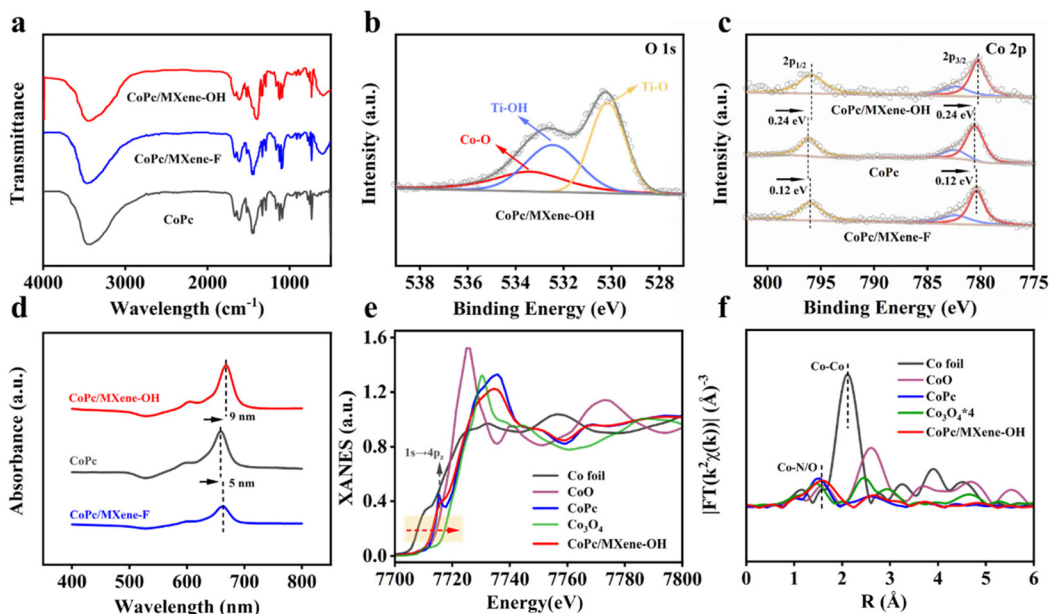 a
Transmittance
CoPc/MXene-OH
CoPc/MXene-F
CoPc
4000 3000 2000 1000
Wavelength (cm⁻¹)
b
O 1s
Intensity (a.u.)
Ti-O
Ti-OH
Co-O
CoPc/MXene-OH
538 536 534 532 530 528
Binding Energy (eV)
c
Co 2p
Intensity (a.u.)
2p1/2 2p3/2
CoPc/MXene-OH
0.24 eV 0.24 eV
CoPc
0.12 eV 0.12 eV
CoPc/MXene-F
800 795 790 785 780 775
Binding Energy (eV)
d
Absorbance (a.u.)
CoPc/MXene-OH
9 nm
CoPc
5 nm
CoPc/MXene-F
400 500 600 700 800
Wavelength (nm)
e
XANES (a.u.)
1.8
1.5
1.2
0.8
0.4
0.0
1s→4pz
Co foil
CoO
CoPc
Co₃O₄
CoPc/MXene-OH
7700 7720 7740 7760 7780 7800
Energy(eV)
f
|FT(k²χ(k))| (Å)⁻³
Co-Co
Co-N/O
Co foil
CoO
CoPc
Co₃O₄*4
CoPc/MXene-OH
0 1 2 3 4 5 6
R (Å)